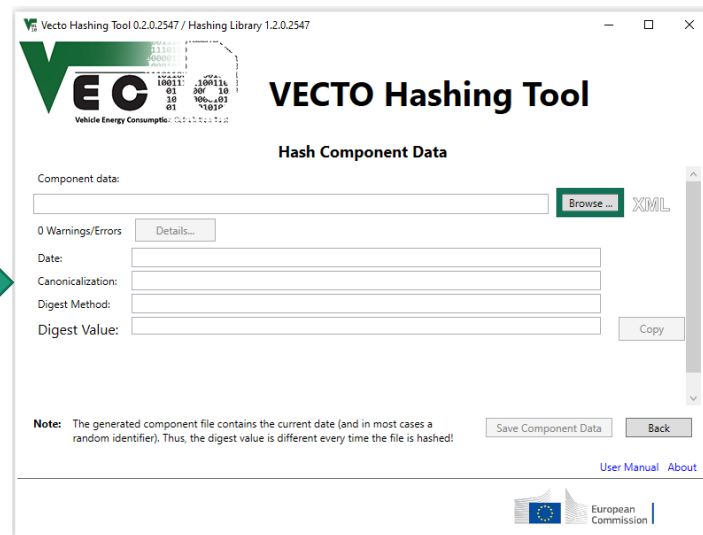 Vecto Hashing Tool 0.2.0.2547 / Hashing Library 1.2.0.2547
VECTO
Vehicle Energy Consumption Calculation Tool
VECTO Hashing Tool
Hash Component Data
Component data:
Browse ...
XML
0 Warnings/Errors
Details...
Date:
Canonicalization:
Digest Method:
Digest Value:
Copy
Note: The generated component file contains the current date (and in most cases a
random identifier). Thus, the digest value is different every time the file is hashed!
Save Component Data
Back
User Manual About
European
Commission